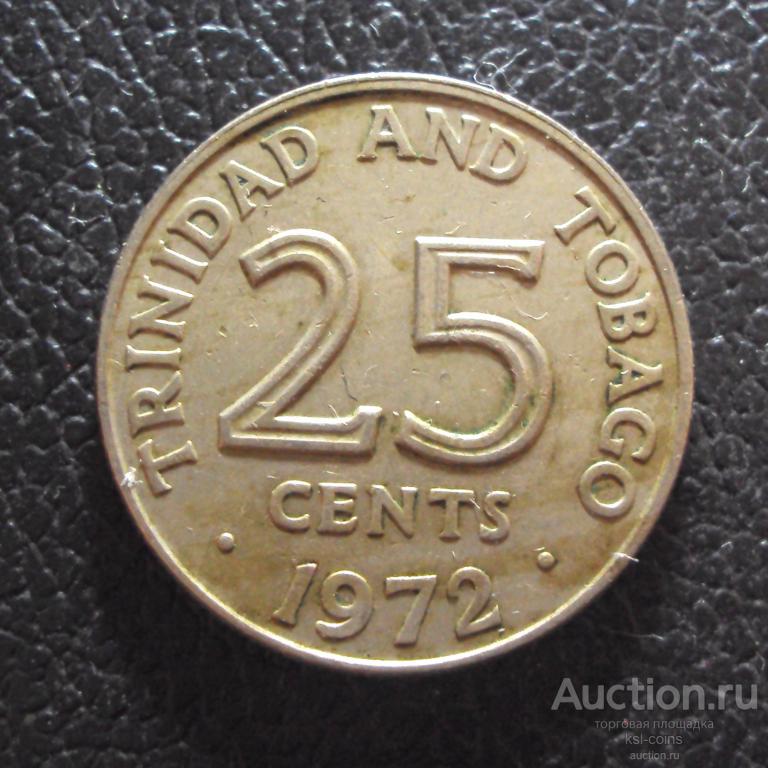 TRINIDAD AND TOBAGO
25
CENTS
· 1972 ·
Auction.ru
торговая площадка
ksl-coins
auction.ru